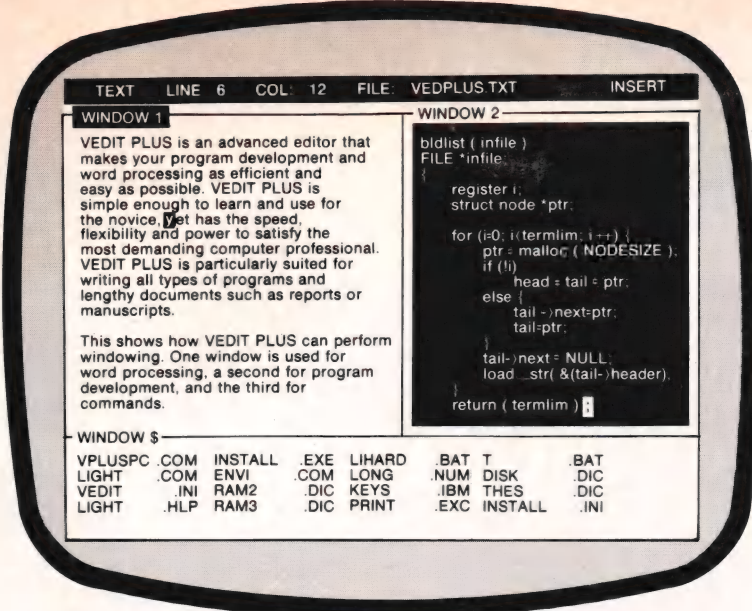 TEXT LINE 6 COL: 12 FILE: VEDPLUS.TXT INSERT
WINDOW 1
VEDIT PLUS is an advanced editor that
makes your program development and
word processing as efficient and
easy as possible. VEDIT PLUS is
simple enough to learn and use for
the novice, yet has the speed,
flexibility and power to satisfy the
most demanding computer professional.
VEDIT PLUS is particularly suited for
writing all types of programs and
lengthy documents such as reports or
manuscripts.
This shows how VEDIT PLUS can perform
windowing. One window is used for
word processing, a second for program
development, and the third for
commands.
WINDOW 2
bldlist ( infile )
FILE *infile;
{
register i;
struct node *ptr;
for (i=0; i<termlim; i++) {
ptr = malloc ( NODESIZE );
if (!i)
head = tail = ptr;
else {
tail ->next=ptr;
tail=ptr;
}
tail->next = NULL;
load_str( &(tail->header);
}
return ( termlim ) ;
WINDOW $
VPLUSPC .COM INSTALL .EXE LIHARD .BAT T .BAT
LIGHT .COM ENVI .COM LONG .NUM DISK .DIC
VEDIT .INI RAM2 .DIC KEYS .IBM THES .DIC
LIGHT .HLP RAM3 .DIC PRINT .EXC INSTALL .INI